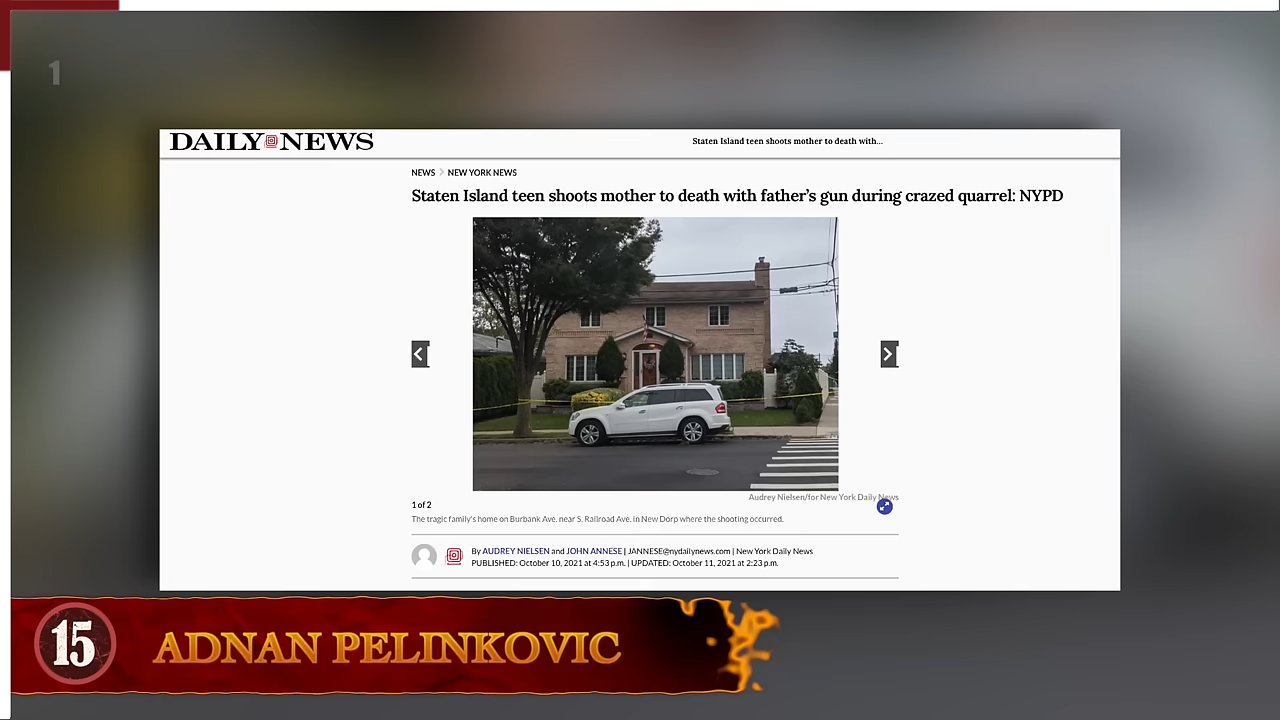 1
DAILY NEWS
Staten Island teen shoots mother to death with...
NEWS > NEW YORK NEWS
Staten Island teen shoots mother to death with father's gun during crazed quarrel: NYPD
Audrey Nielsen/for New York Daily News
1 of 2
The tragic family's home on Burbank Ave. near S. Railroad Ave. in New Dorp where the shooting occurred.
By AUDREY NIELSEN and JOHN ANNESE | JANNESE@nydailynews.com | New York Daily News
PUBLISHED: October 10, 2021 at 4:53 p.m. | UPDATED: October 11, 2021 at 2:23 p.m.
15 ADNAN PELINKOVIC